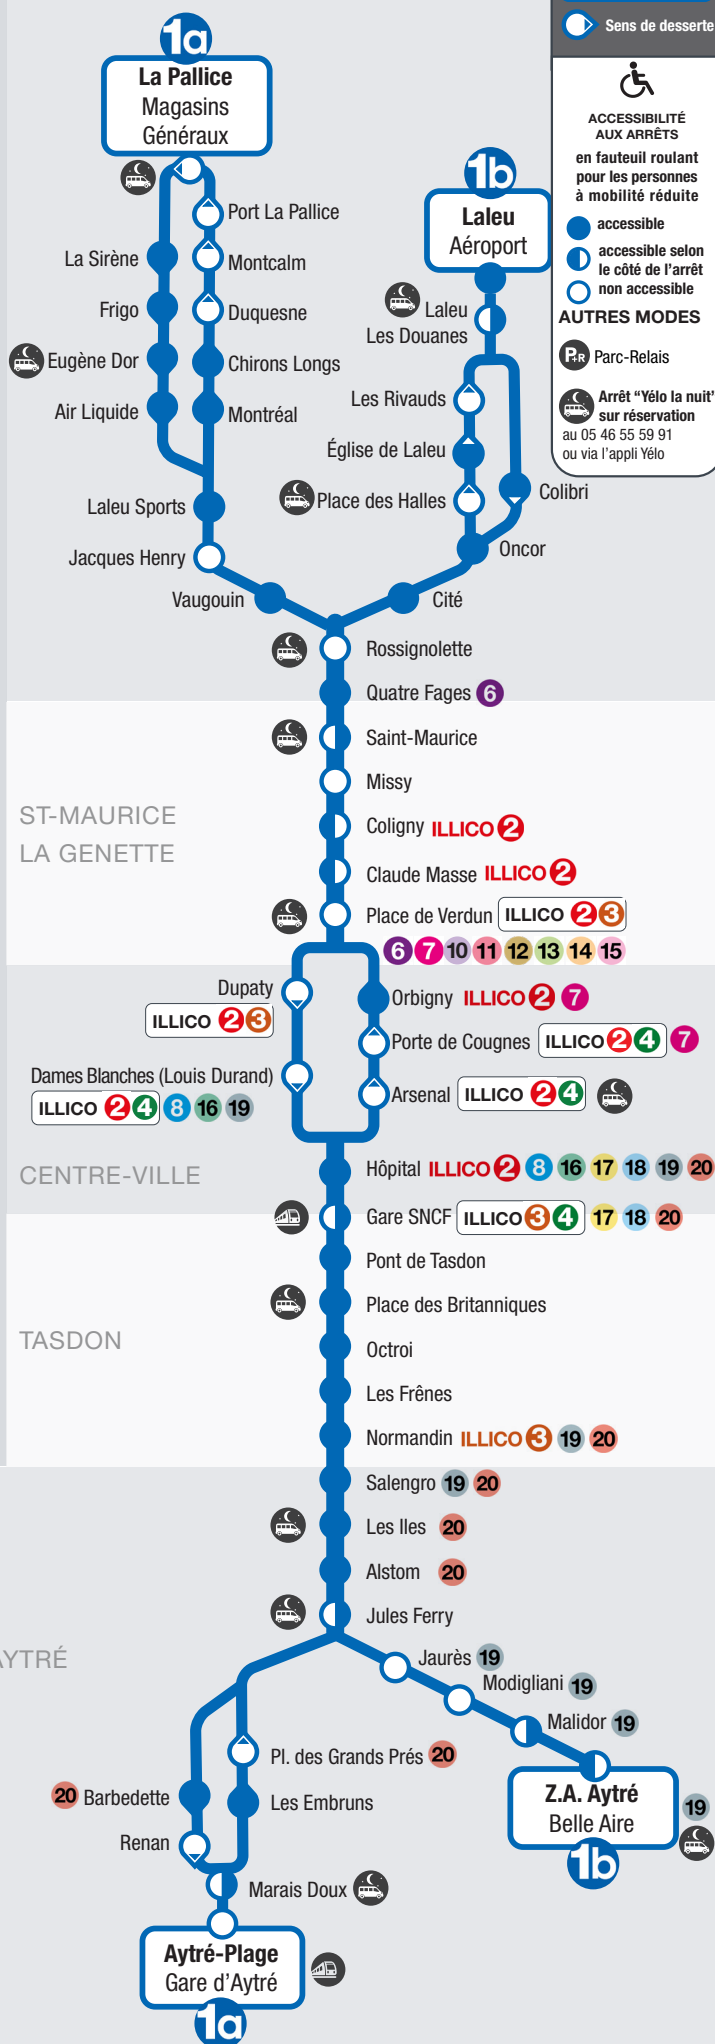 1a
La Pallice
Magasins
Généraux
Sens de desserte
ACCESSIBILITÉ
AUX ARRÊTS
en fauteuil roulant
pour les personnes
à mobilité réduite
accessible
accessible selon
le côté de l'arrêt
non accessible
AUTRES MODES
P+R Parc-Relais
Arrêt “Yélo la nuit”
sur réservation
au 05 46 55 59 91
ou via l'appli Yélo
1b
Laleu
Aéroport
Port La Pallice
La Sirène
Montcalm
Frigo
Duquesne
Eugène Dor
Chirons Longs
Air Liquide
Montréal
Laleu Sports
Jacques Henry
Vaugouin
Laleu
Les Douanes
Les Rivauds
Église de Laleu
Place des Halles
Colibri
Oncor
Cité
Rossignolette
Quatre Fages 6
Saint-Maurice
Missy
ST-MAURICE
LA GENETTE
Coligny ILLICO 2
Claude Masse ILLICO 2
Place de Verdun ILLICO 2 3
6 7 10 11 12 13 14 15
Dupaty
ILLICO 2 3
Orbigny ILLICO 2 7
Porte de Cougnes ILLICO 2 4 7
Dames Blanches (Louis Durand)
ILLICO 2 4 8 16 19
Arsenal ILLICO 2 4
CENTRE-VILLE
Hôpital ILLICO 2 8 16 17 18 19 20
Gare SNCF ILLICO 3 4 17 18 20
Pont de Tasdon
Place des Britanniques
TASDON
Octroi
Les Frênes
Normandin ILLICO 3 19 20
Salengro 19 20
Les Iles 20
Alstom 20
Jules Ferry
AYTRÉ
Jaurès 19
Modigliani 19
Malidor 19
Z.A. Aytré
Belle Aire
19
1b
Pl. des Grands Prés 20
20 Barbedette
Les Embruns
Renan
Marais Doux
Aytré-Plage
Gare d'Aytré
1a